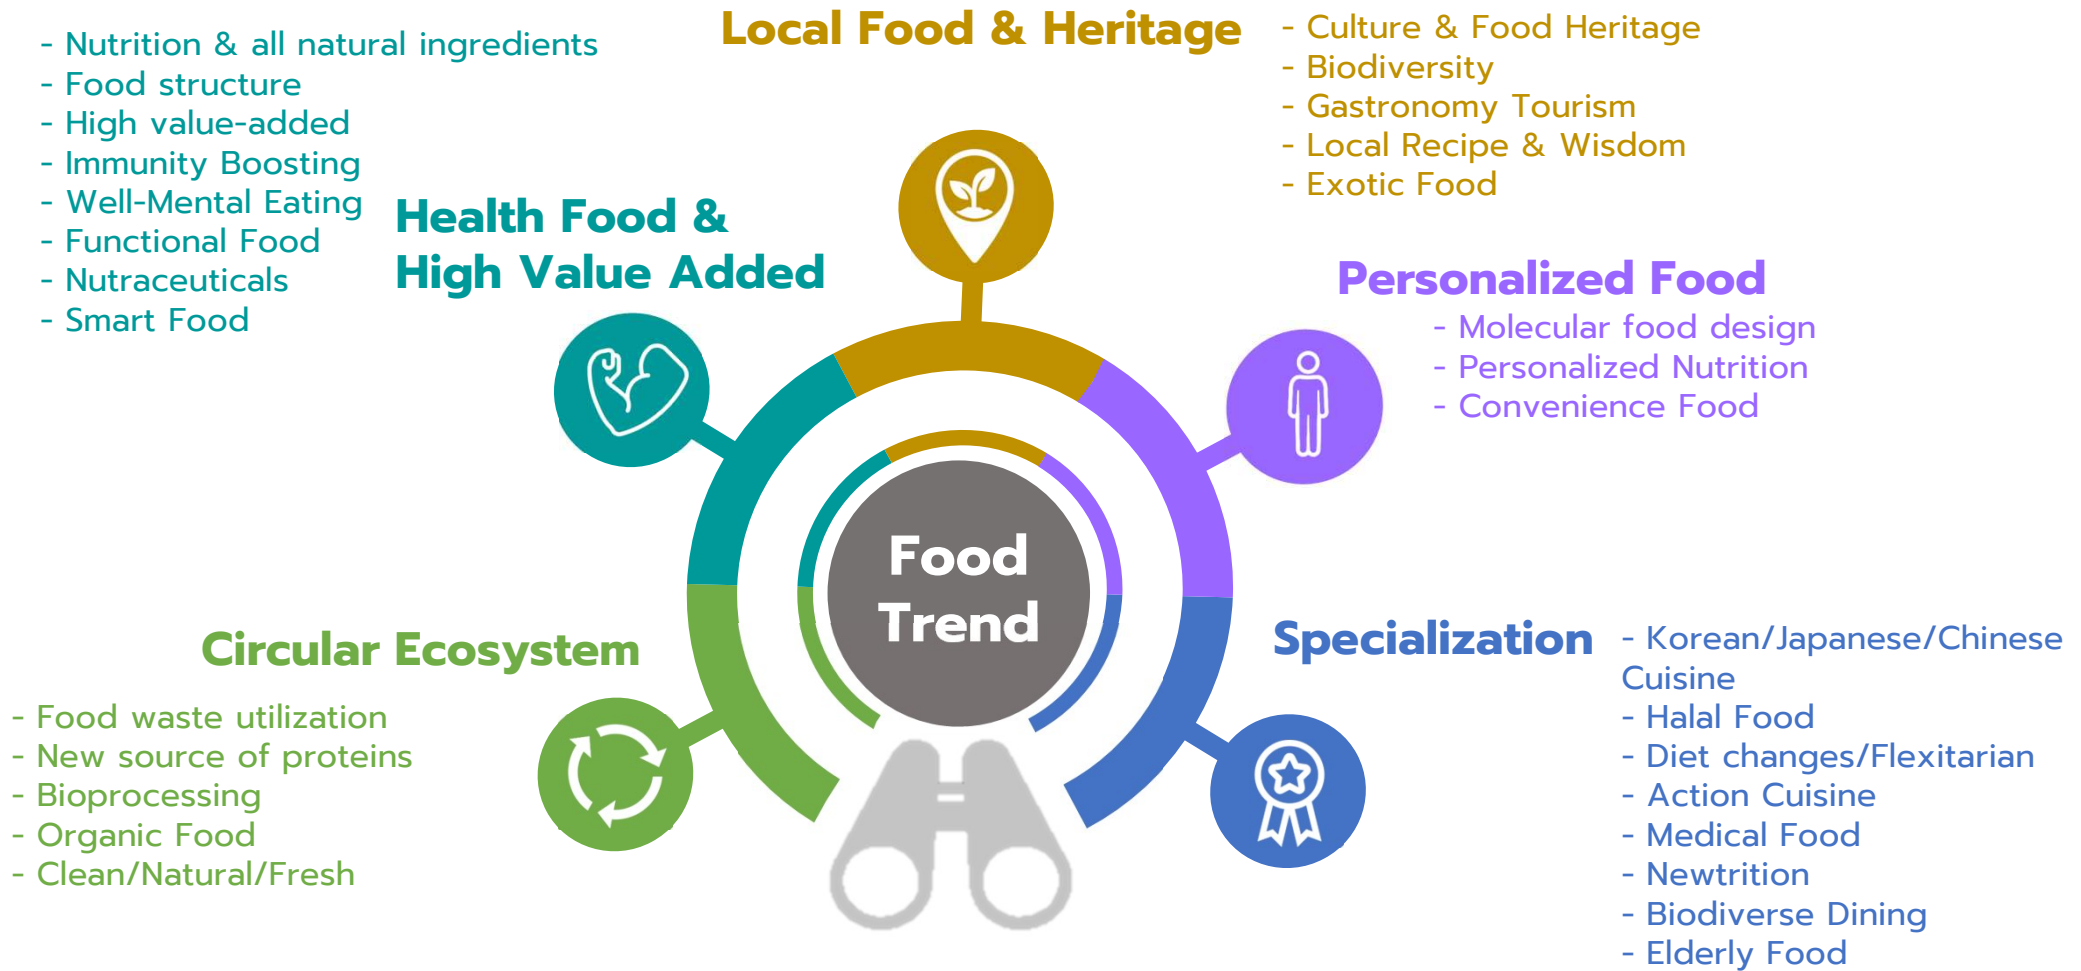 Local Food & Heritage
- Culture & Food Heritage
- Biodiversity
- Gastronomy Tourism
- Local Recipe & Wisdom
- Exotic Food
- Nutrition & all natural ingredients
- Food structure
- High value-added
- Immunity Boosting
- Well-Mental Eating
- Functional Food
- Nutraceuticals
- Smart Food
Health Food &
High Value Added
Personalized Food
- Molecular food design
- Personalized Nutrition
- Convenience Food
Food
Trend
Circular Ecosystem
- Food waste utilization
- New source of proteins
- Bioprocessing
- Organic Food
- Clean/Natural/Fresh
Specialization
- Korean/Japanese/Chinese
Cuisine
- Halal Food
- Diet changes/Flexitarian
- Action Cuisine
- Medical Food
- Newtrition
- Biodiverse Dining
- Elderly Food